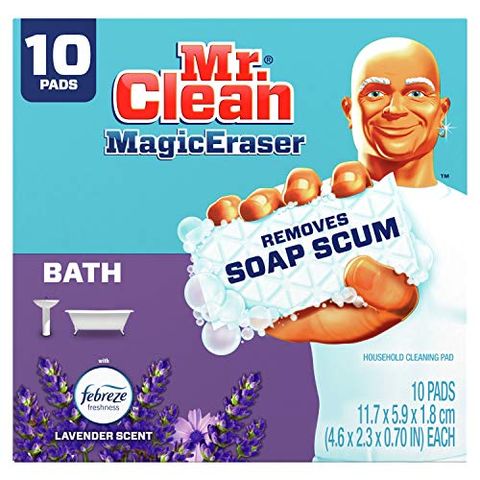 10
PADS
Mr.®
Clean
MagicEraser
™
REMOVES
SOAP SCUM
BATH
HOUSEHOLD CLEANING PAD
with
febreze
freshness
LAVENDER SCENT
10 PADS
11.7 x 5.9 x 1.8 cm
(4.6 x 2.3 x 0.70 IN) EACH